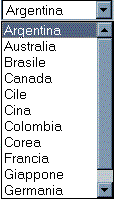 Argentina
Argentina
Australia
Brasile
Canada
Cile
Cina
Colombia
Corea
Francia
Giappone
Germania